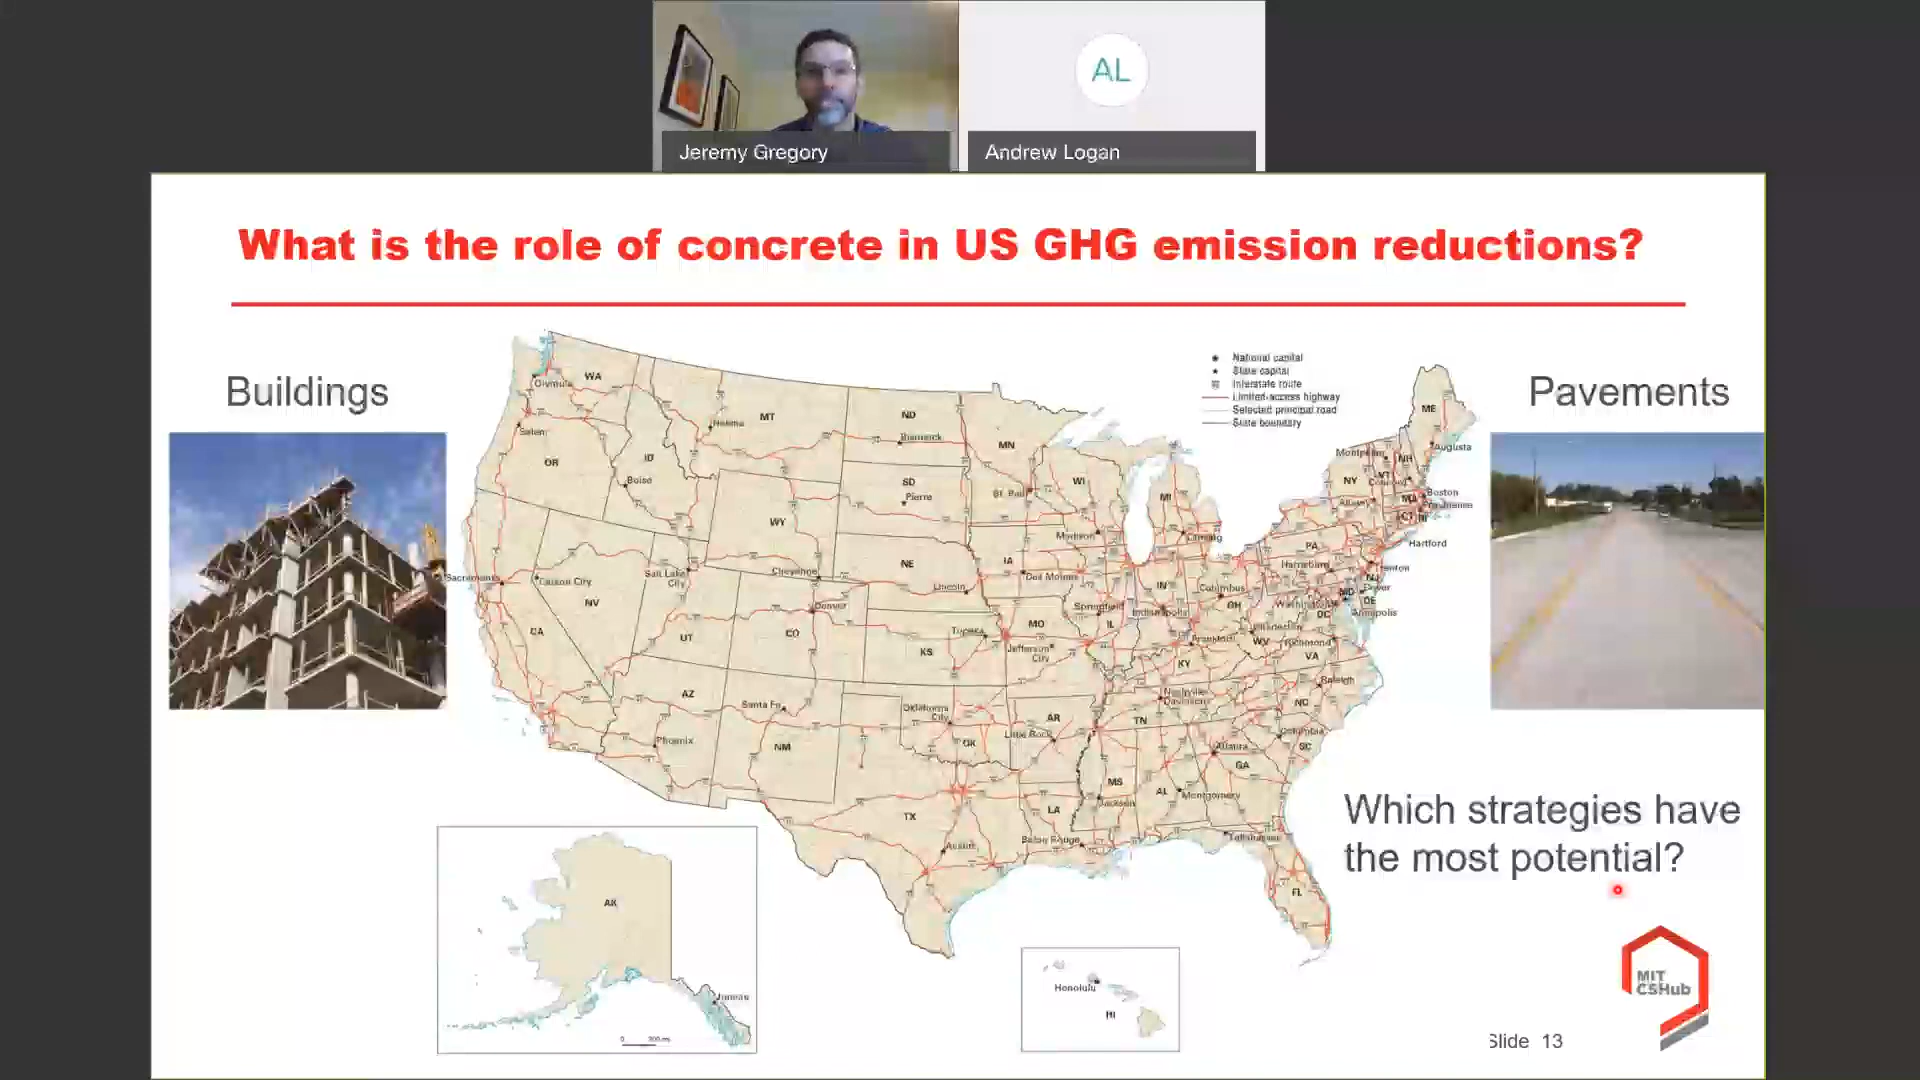 AL
Jeremy Gregory
Andrew Logan
What is the role of concrete in US GHG emission reductions?
Buildings
Pavements
National capital
State capital
Interstate route
Limited-access highway
Selected principal road
State boundary
WA
Olympia
MT
Helena
ND
Bismarck
MN
ME
Augusta
Salem
OR
ID
Boise
SD
Pierre
St. Paul
WI
MI
Lansing
Montpelier
NH
VT
Concord
NY
Albany
MA
Boston
CT
RI
Hartford
WY
Cheyenne
NE
Lincoln
IA
Des Moines
Madison
PA
Harrisburg
Trenton
NJ
Dover
DE
MD
Annapolis
Washington
DC
Sacramento
Carson City
NV
Salt Lake
City
UT
CA
Denver
CO
Topeka
KS
MO
Jefferson
City
Springfield
IL
IN
Indianapolis
Columbus
OH
Frankfort
KY
WV
Richmond
VA
Raleigh
NC
AZ
Phoenix
Santa Fe
NM
Oklahoma
City
OK
AR
Little Rock
Nashville-
Davidson
TN
Columbia
SC
Atlanta
GA
MS
Jackson
AL
Montgomery
TX
Austin
LA
Baton Rouge
Tallahassee
FL
Which strategies have
the most potential?
AK
Juneau
Honolulu
HI
MIT
CSHub
Slide 13